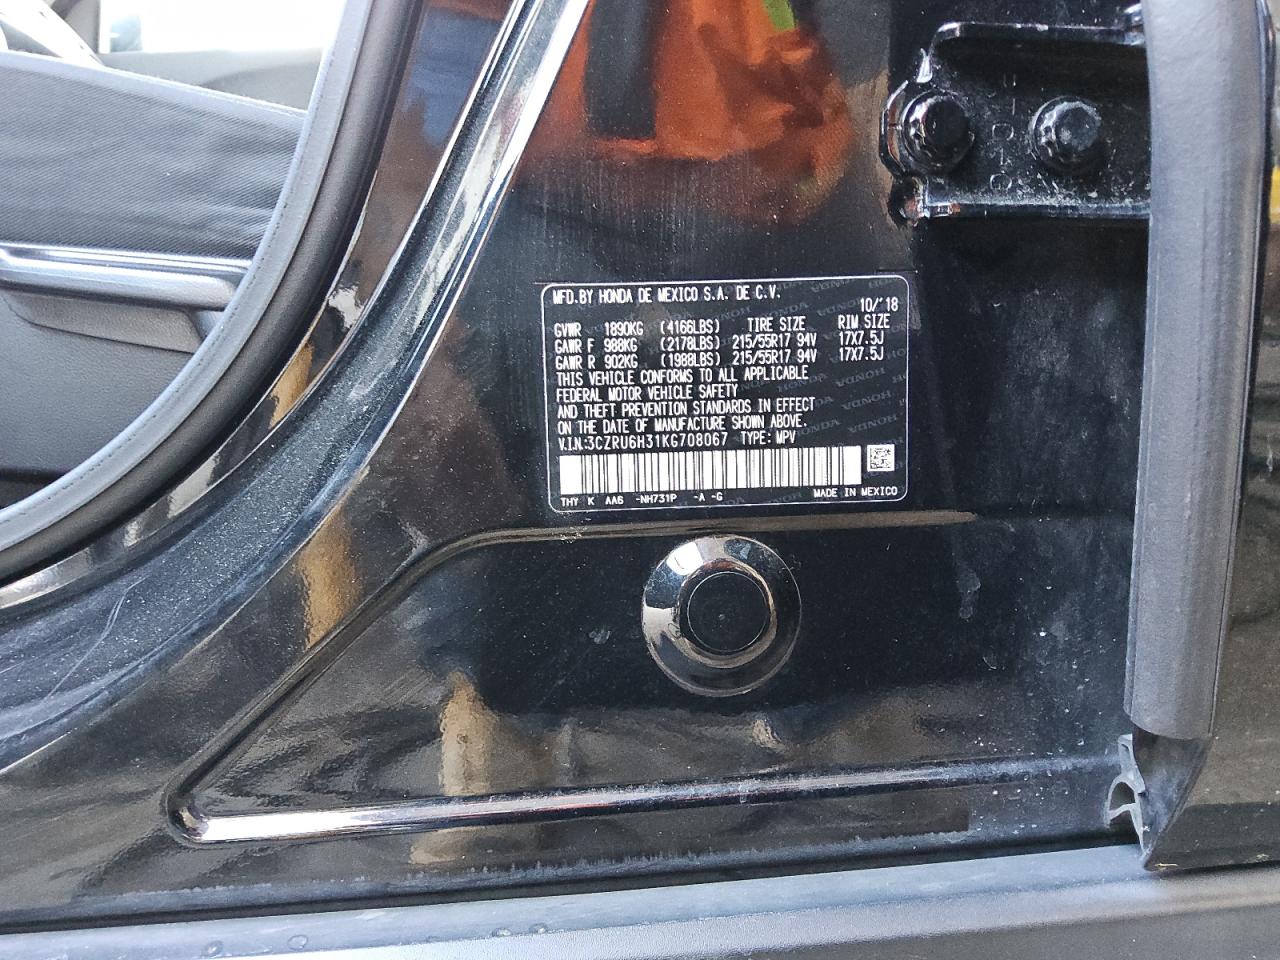 MFD.BY HONDA DE MEXICO S.A. DE C.V.
10/'18
GVWR 1890KG (4166LBS) TIRE SIZE RIM SIZE
GAWR F 988KG (2178LBS) 215/55R17 94V 17X7.5J
GAWR R 902KG (1988LBS) 215/55R17 94V 17X7.5J
THIS VEHICLE CONFORMS TO ALL APPLICABLE
FEDERAL MOTOR VEHICLE SAFETY
AND THEFT PREVENTION STANDARDS IN EFFECT
ON THE DATE OF MANUFACTURE SHOWN ABOVE.
V.I.N:3CZRU6H31KG708067 TYPE: MPV
THY K AA6 -NH731P -A -G MADE IN MEXICO